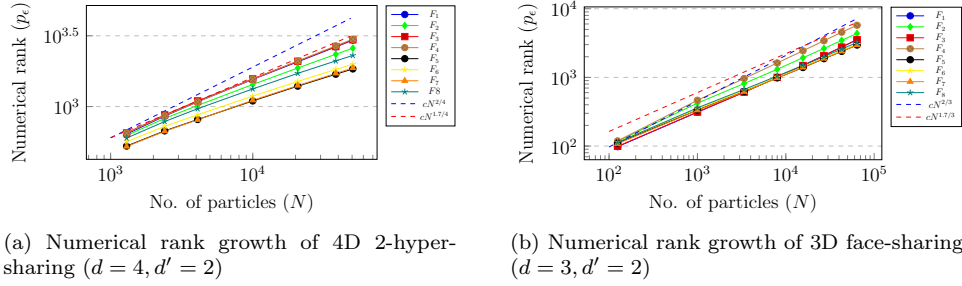 Numerical rank (pϵ)
10^3.5
10^3
10^3
10^4
No. of particles (N)
F1
F2
F3
F4
F5
F6
F7
F8
cN^2/4
cN^1.7/4
(a) Numerical rank growth of 4D 2-hyper-
sharing (d = 4, d′ = 2)
Numerical rank (pϵ)
10^4
10^3
10^2
10^2
10^3
10^4
10^5
No. of particles (N)
F1
F2
F3
F4
F5
F6
F7
F8
cN^2/3
cN^1.7/3
(b) Numerical rank growth of 3D face-sharing
(d = 3, d′ = 2)